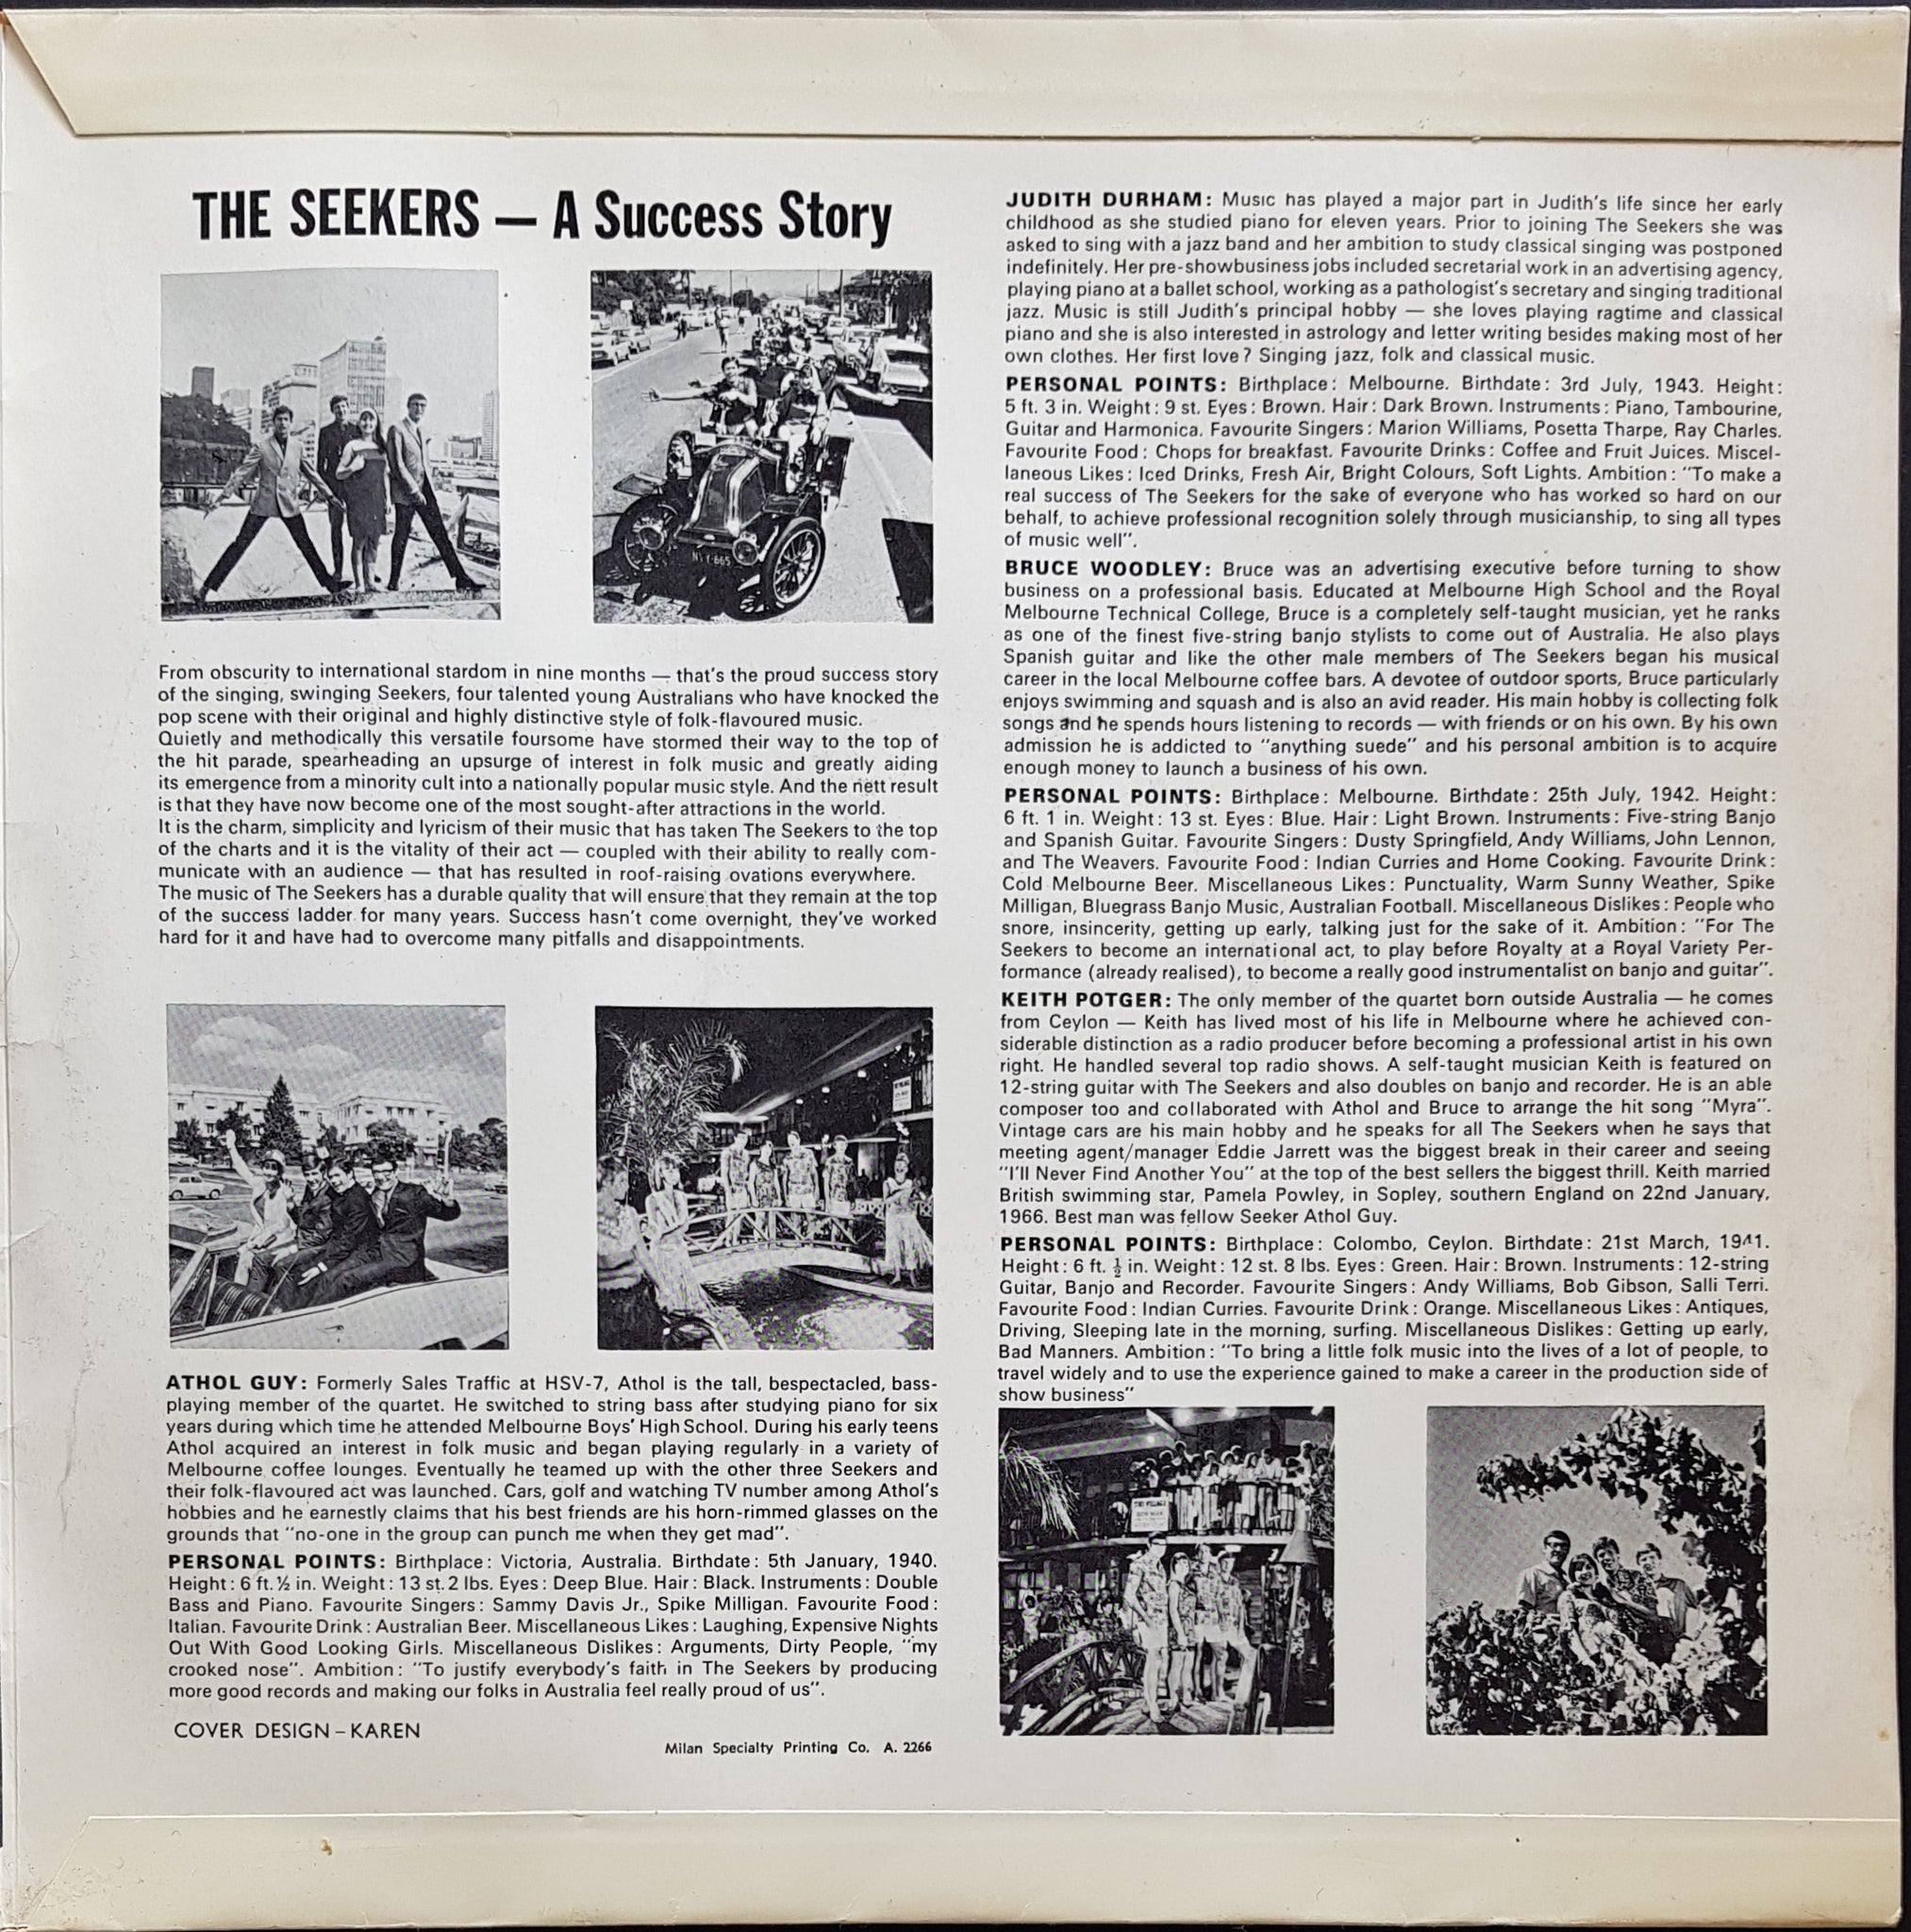 THE SEEKERS — A Success Story
From obscurity to international stardom in nine months — that's the proud success story
of the singing, swinging Seekers, four talented young Australians who have knocked the
pop scene with their original and highly distinctive style of folk-flavoured music.
Quietly and methodically this versatile foursome have stormed their way to the top of
the hit parade, spearheading an upsurge of interest in folk music and greatly aiding
its emergence from a minority cult into a nationally popular music style. And the nett result
is that they have now become one of the most sought-after attractions in the world.
It is the charm, simplicity and lyricism of their music that has taken The Seekers to the top
of the charts and it is the vitality of their act — coupled with their ability to really com-
municate with an audience — that has resulted in roof-raising ovations everywhere.
The music of The Seekers has a durable quality that will ensure that they remain at the top
of the success ladder for many years. Success hasn't come overnight, they've worked
hard for it and have had to overcome many pitfalls and disappointments.
ATHOL GUY: Formerly Sales Traffic at HSV-7, Athol is the tall, bespectacled, bass-
playing member of the quartet. He switched to string bass after studying piano for six
years during which time he attended Melbourne Boys' High School. During his early teens
Athol acquired an interest in folk music and began playing regularly in a variety of
Melbourne coffee lounges. Eventually he teamed up with the other three Seekers and
their folk-flavoured act was launched. Cars, golf and watching TV number among Athol's
hobbies and he earnestly claims that his best friends are his horn-rimmed glasses on the
grounds that "no-one in the group can punch me when they get mad".
PERSONAL POINTS: Birthplace: Victoria, Australia. Birthdate: 5th January, 1940.
Height: 6 ft. ½ in. Weight: 13 st. 2 lbs. Eyes: Deep Blue. Hair: Black. Instruments: Double
Bass and Piano. Favourite Singers: Sammy Davis Jr., Spike Milligan. Favourite Food:
Italian. Favourite Drink: Australian Beer. Miscellaneous Likes: Laughing, Expensive Nights
Out With Good Looking Girls. Miscellaneous Dislikes: Arguments, Dirty People, "my
crooked nose". Ambition: "To justify everybody's faith in The Seekers by producing
more good records and making our folks in Australia feel really proud of us".
COVER DESIGN – KAREN
Milan Specialty Printing Co. A. 2266
JUDITH DURHAM: Music has played a major part in Judith's life since her early
childhood as she studied piano for eleven years. Prior to joining The Seekers she was
asked to sing with a jazz band and her ambition to study classical singing was postponed
indefinitely. Her pre-showbusiness jobs included secretarial work in an advertising agency,
playing piano at a ballet school, working as a pathologist's secretary and singing traditional
jazz. Music is still Judith's principal hobby — she loves playing ragtime and classical
piano and she is also interested in astrology and letter writing besides making most of her
own clothes. Her first love? Singing jazz, folk and classical music.
PERSONAL POINTS: Birthplace: Melbourne. Birthdate: 3rd July, 1943. Height:
5 ft. 3 in. Weight: 9 st. Eyes: Brown. Hair: Dark Brown. Instruments: Piano, Tambourine,
Guitar and Harmonica. Favourite Singers: Marion Williams, Posetta Tharpe, Ray Charles.
Favourite Food: Chops for breakfast. Favourite Drinks: Coffee and Fruit Juices. Miscel-
laneous Likes: Iced Drinks, Fresh Air, Bright Colours, Soft Lights. Ambition: "To make a
real success of The Seekers for the sake of everyone who has worked so hard on our
behalf, to achieve professional recognition solely through musicianship, to sing all types
of music well".
BRUCE WOODLEY: Bruce was an advertising executive before turning to show
business on a professional basis. Educated at Melbourne High School and the Royal
Melbourne Technical College, Bruce is a completely self-taught musician, yet he ranks
as one of the finest five-string banjo stylists to come out of Australia. He also plays
Spanish guitar and like the other male members of The Seekers began his musical
career in the local Melbourne coffee bars. A devotee of outdoor sports, Bruce particularly
enjoys swimming and squash and is also an avid reader. His main hobby is collecting folk
songs and he spends hours listening to records — with friends or on his own. By his own
admission he is addicted to "anything suede" and his personal ambition is to acquire
enough money to launch a business of his own.
PERSONAL POINTS: Birthplace: Melbourne. Birthdate: 25th July, 1942. Height:
6 ft. 1 in. Weight: 13 st. Eyes: Blue. Hair: Light Brown. Instruments: Five-string Banjo
and Spanish Guitar. Favourite Singers: Dusty Springfield, Andy Williams, John Lennon,
and The Weavers. Favourite Food: Indian Curries and Home Cooking. Favourite Drink:
Cold Melbourne Beer. Miscellaneous Likes: Punctuality, Warm Sunny Weather, Spike
Milligan, Bluegrass Banjo Music, Australian Football. Miscellaneous Dislikes: People who
snore, insincerity, getting up early, talking just for the sake of it. Ambition: "For The
Seekers to become an international act, to play before Royalty at a Royal Variety Per-
formance (already realised), to become a really good instrumentalist on banjo and guitar".
KEITH POTGER: The only member of the quartet born outside Australia — he comes
from Ceylon — Keith has lived most of his life in Melbourne where he achieved con-
siderable distinction as a radio producer before becoming a professional artist in his own
right. He handled several top radio shows. A self-taught musician Keith is featured on
12-string guitar with The Seekers and also doubles on banjo and recorder. He is an able
composer too and collaborated with Athol and Bruce to arrange the hit song "Myra".
Vintage cars are his main hobby and he speaks for all The Seekers when he says that
meeting agent/manager Eddie Jarrett was the biggest break in their career and seeing
"I'll Never Find Another You" at the top of the best sellers the biggest thrill. Keith married
British swimming star, Pamela Powley, in Sopley, southern England on 22nd January,
1966. Best man was fellow Seeker Athol Guy.
PERSONAL POINTS: Birthplace: Colombo, Ceylon. Birthdate: 21st March, 1941.
Height: 6 ft. ½ in. Weight: 12 st. 8 lbs. Eyes: Green. Hair: Brown. Instruments: 12-string
Guitar, Banjo and Recorder. Favourite Singers: Andy Williams, Bob Gibson, Salli Terri.
Favourite Food: Indian Curries. Favourite Drink: Orange. Miscellaneous Likes: Antiques,
Driving, Sleeping late in the morning, surfing. Miscellaneous Dislikes: Getting up early,
Bad Manners. Ambition: "To bring a little folk music into the lives of a lot of people, to
travel widely and to use the experience gained to make a career in the production side of
show business"